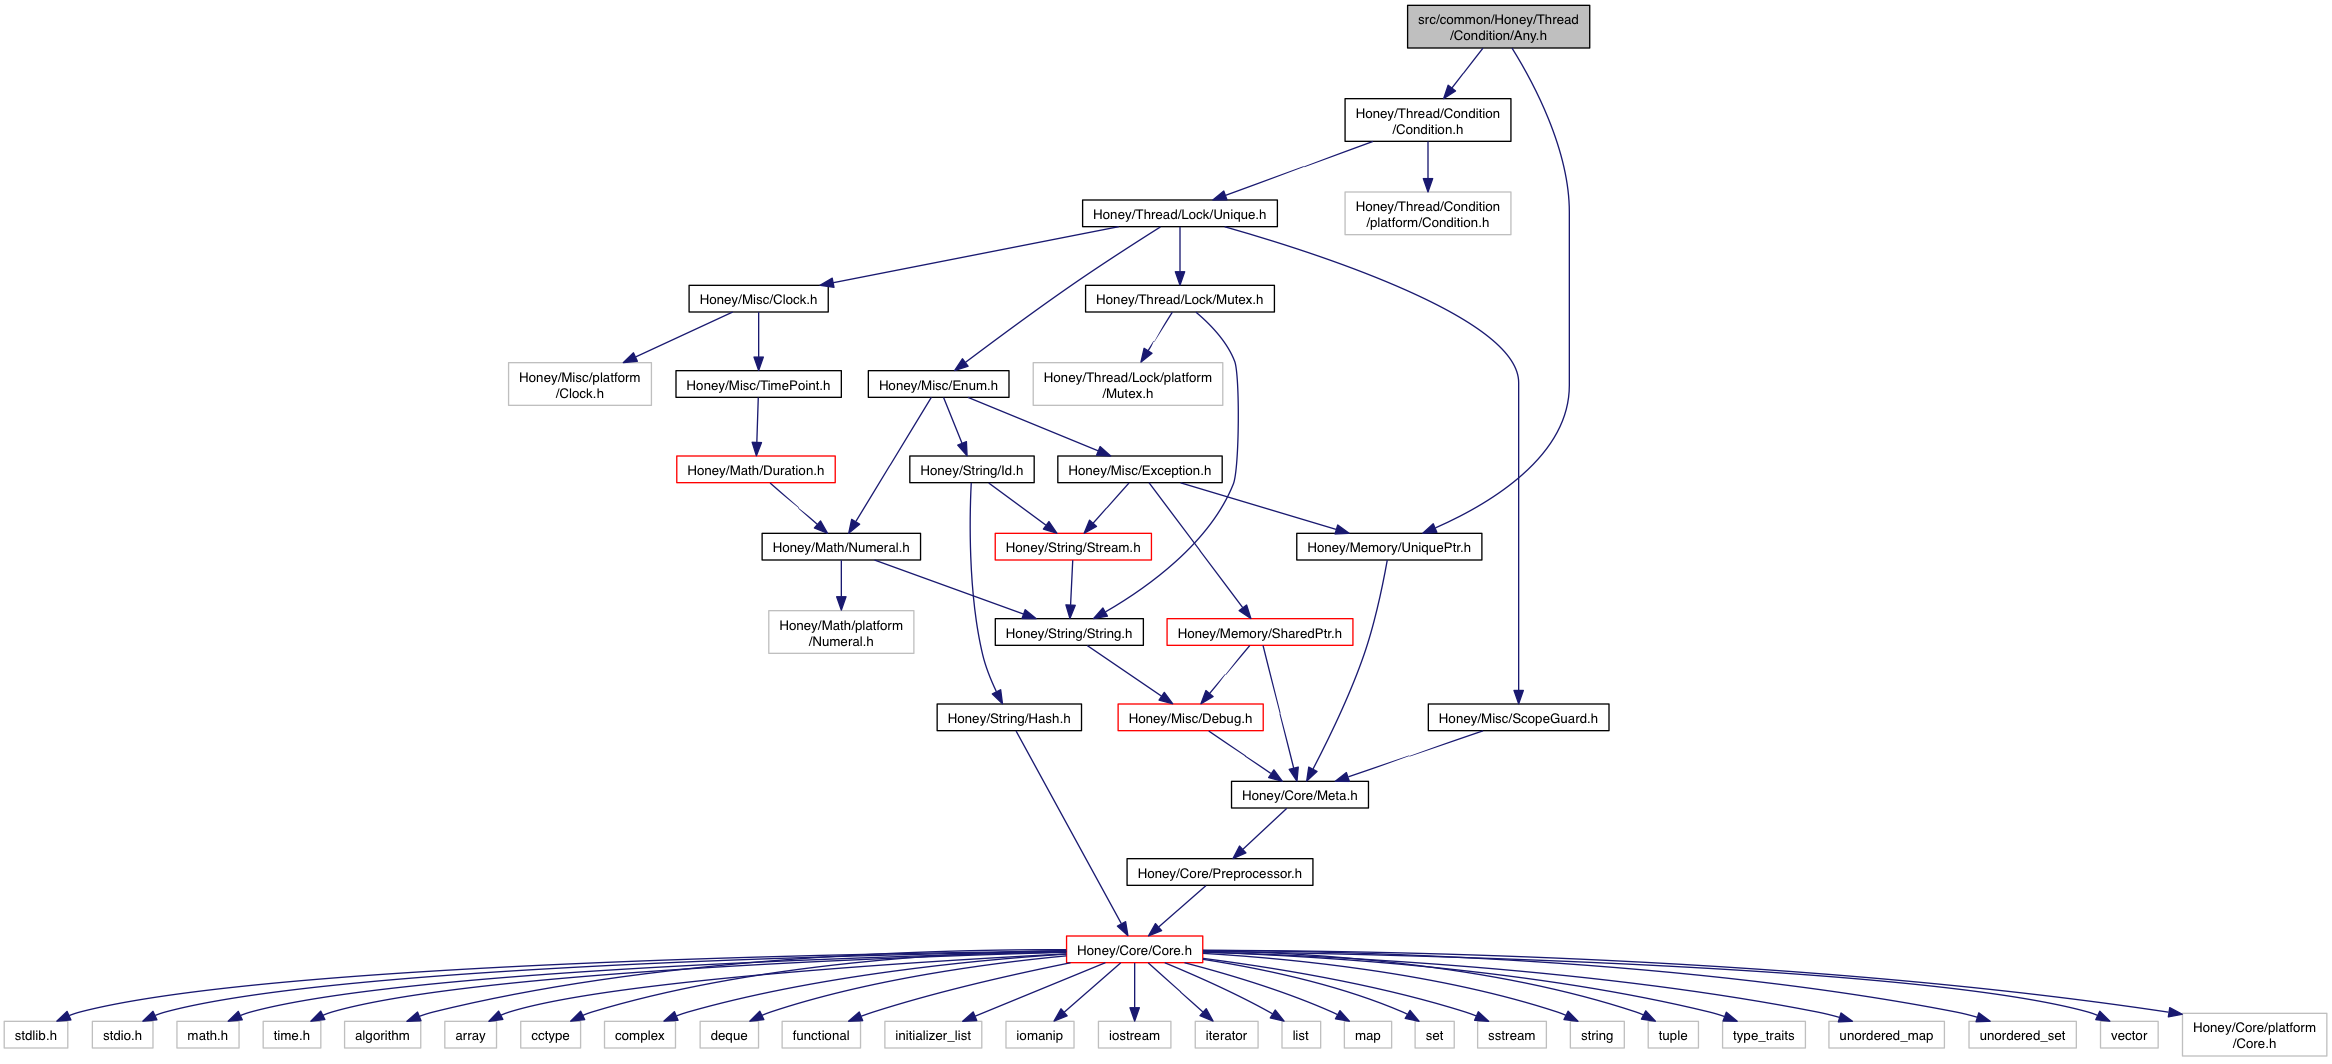 src/common/Honey/Thread
/Condition/Any.h
Honey/Thread/Condition
/Condition.h
Honey/Thread/Lock/Unique.h
Honey/Thread/Condition
/platform/Condition.h
Honey/Misc/Clock.h
Honey/Thread/Lock/Mutex.h
Honey/Misc/platform
/Clock.h
Honey/Misc/TimePoint.h
Honey/Misc/Enum.h
Honey/Thread/Lock/platform
/Mutex.h
Honey/Math/Duration.h
Honey/String/Id.h
Honey/Misc/Exception.h
Honey/Math/Numeral.h
Honey/String/Stream.h
Honey/Memory/UniquePtr.h
Honey/Math/platform
/Numeral.h
Honey/String/String.h
Honey/Memory/SharedPtr.h
Honey/String/Hash.h
Honey/Misc/Debug.h
Honey/Misc/ScopeGuard.h
Honey/Core/Meta.h
Honey/Core/Preprocessor.h
Honey/Core/Core.h
stdlib.h
stdio.h
math.h
time.h
algorithm
array
cctype
complex
deque
functional
initializer_list
iomanip
iostream
iterator
list
map
set
sstream
string
tuple
type_traits
unordered_map
unordered_set
vector
Honey/Core/platform
/Core.h